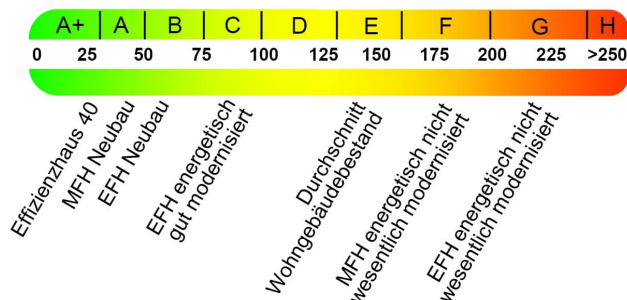 A+ A B C D E F G H
0 25 50 75 100 125 150 175 200 225 >250
Effizienzhaus 40
MFH Neubau
EFH Neubau
EFH energetisch
gut modernisiert
Durchschnitt
Wohngebäudebestand
MFH energetisch nicht
wesentlich modernisiert
EFH energetisch nicht
wesentlich modernisiert